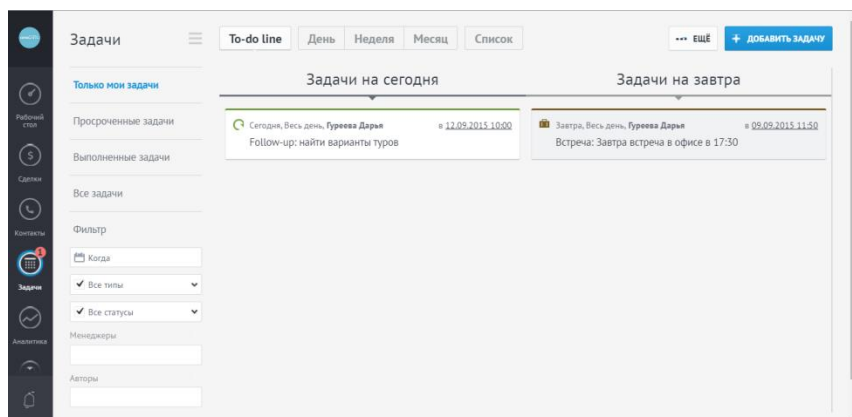 Задачи
To-do line
День
Неделя
Месяц
Список
••• ЕЩЁ
+ ДОБАВИТЬ ЗАДАЧУ
Рабочий
стол
Сделки
Контакты
1
Задачи
Аналитика
Только мои задачи
Просроченные задачи
Выполненные задачи
Все задачи
Фильтр
Когда
Все типы
Все статусы
Менеджеры
Авторы
Задачи на сегодня
Сегодня, Весь день, Гуреева Дарья в 12.09.2015 10:00
Follow-up: найти варианты туров
Задачи на завтра
Завтра, Весь день, Гуреева Дарья в 09.09.2015 11:50
Встреча: Завтра встреча в офисе в 17:30